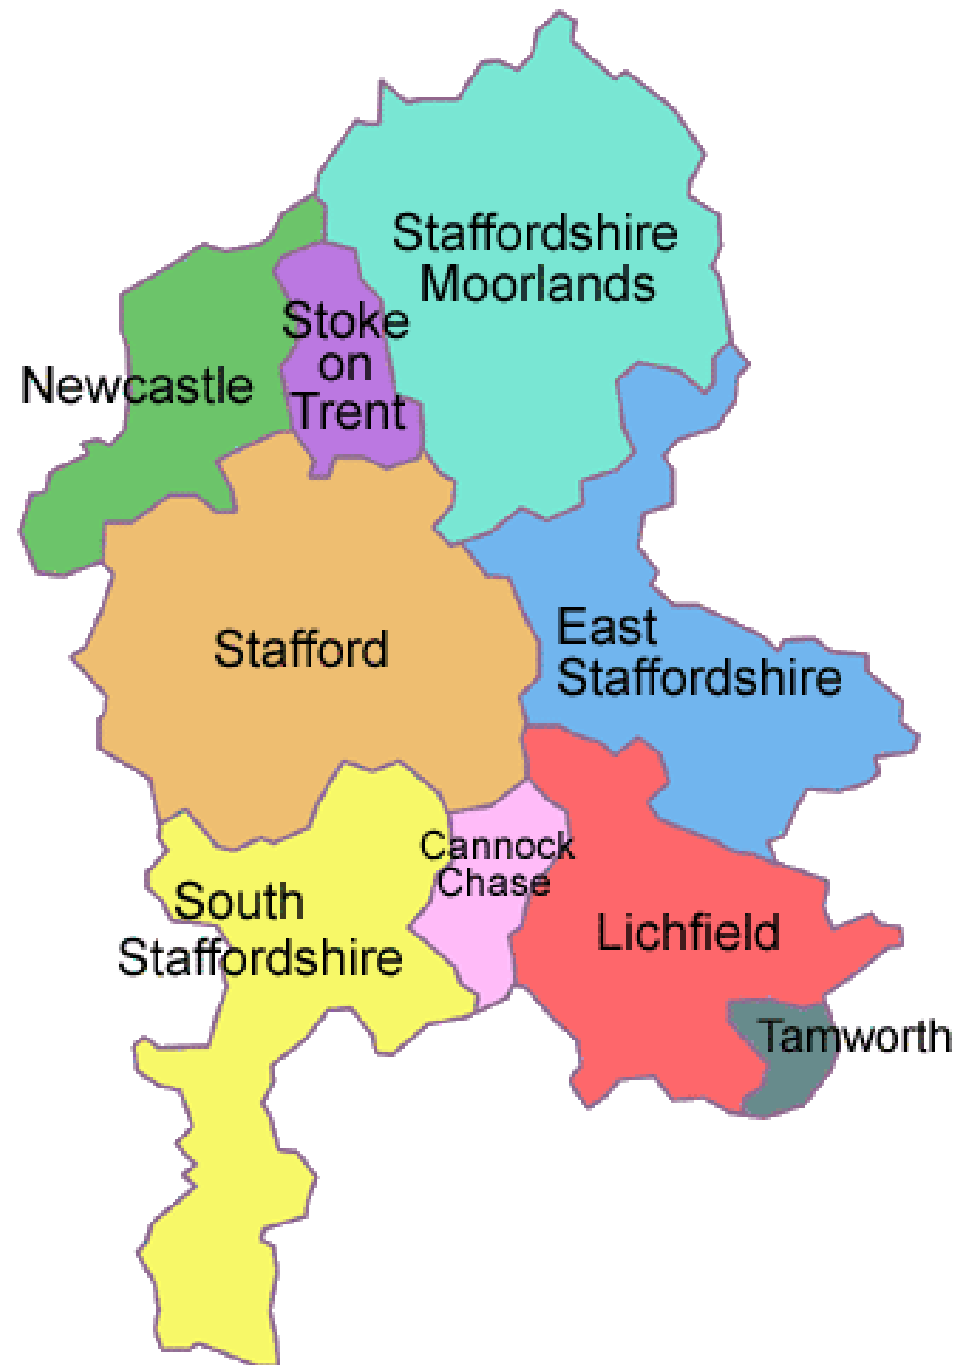 Staffordshire
Moorlands
Stoke
on
Trent
Newcastle
Stafford
East
Staffordshire
Cannock
Chase
South
Staffordshire
Lichfield
Tamworth